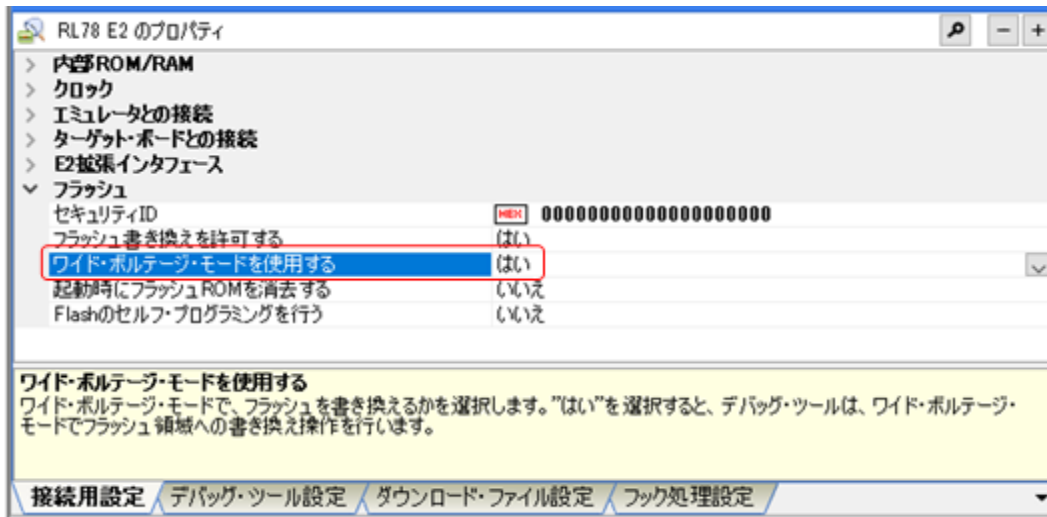 RL78 E2 のプロパティ
内部ROM/RAM
クロック
エミュレータとの接続
ターゲット・ボードとの接続
E2拡張インタフェース
フラッシュ
セキュリティID HEX 00000000000000000000
フラッシュ書き換えを許可する はい
ワイド・ボルテージ・モードを使用する はい
起動時にフラッシュROMを消去する いいえ
Flashのセルフ・プログラミングを行う いいえ
ワイド・ボルテージ・モードを使用する
ワイド・ボルテージ・モードで、フラッシュを書き換えるかを選択します。"はい"を選択すると、デバッグ・ツールは、ワイド・ボルテージ・
モードでフラッシュ領域への書き換え操作を行います。
接続用設定 デバッグ・ツール設定 ダウンロード・ファイル設定 フック処理設定